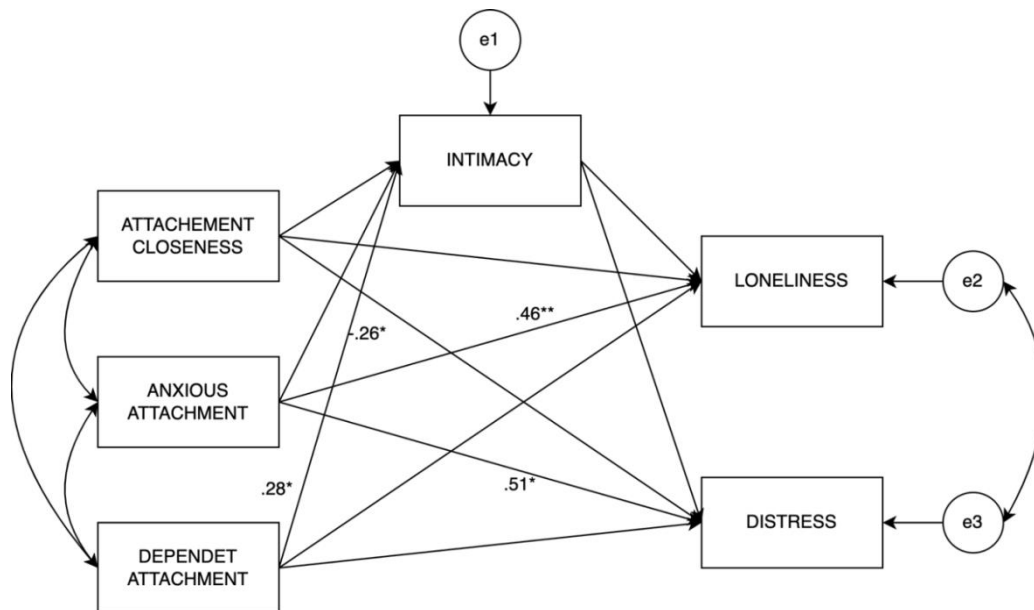 e1
INTIMACY
ATTACHEMENT
CLOSENESS
LONELINESS
e2
-.26*
.46**
ANXIOUS
ATTACHMENT
.28*
.51*
DISTRESS
e3
DEPENDET
ATTACHMENT